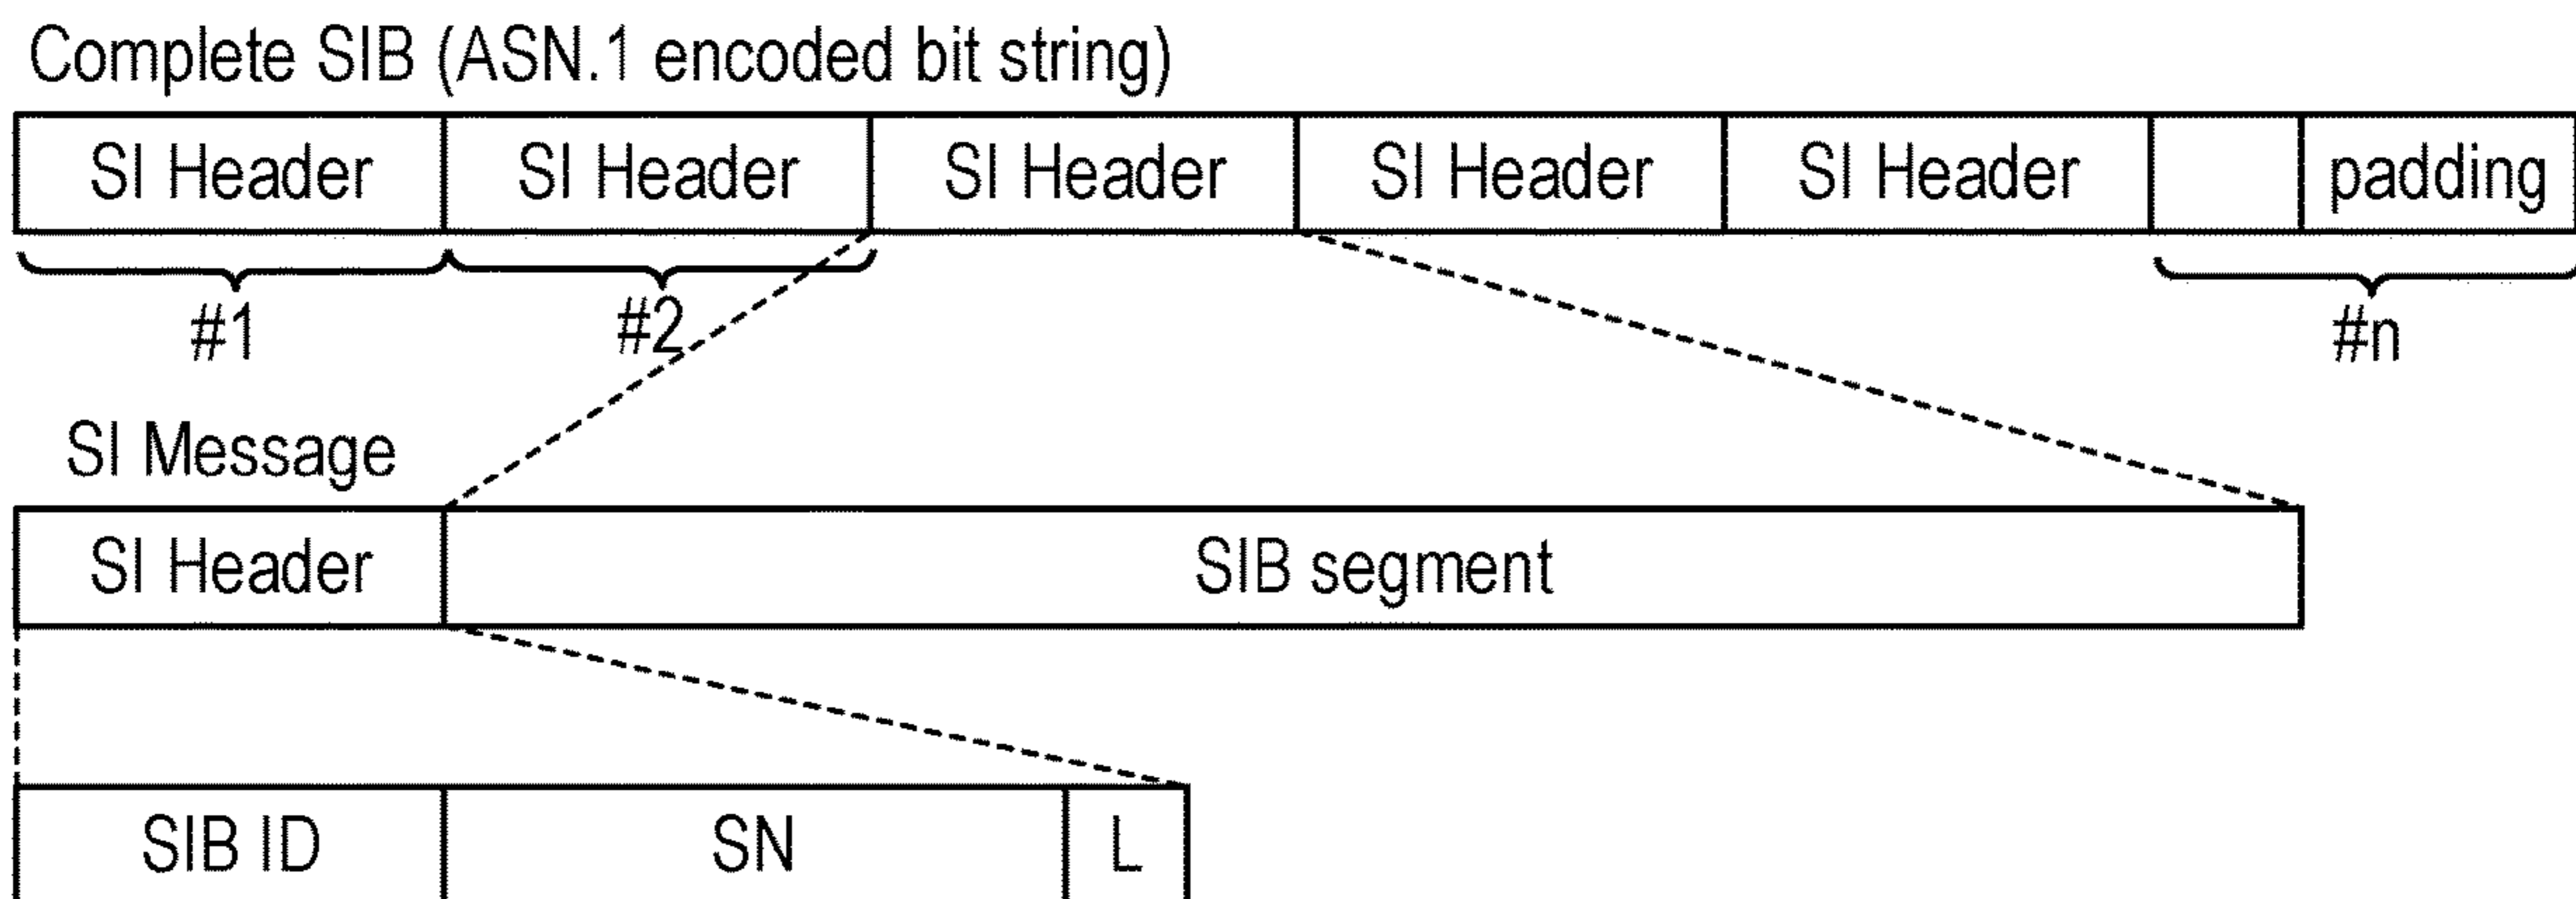 Complete SIB (ASN.1 encoded bit string)
SI Header SI Header SI Header SI Header SI Header padding
#1 #2 #n
SI Message
SI Header SIB segment
SIB ID SN L